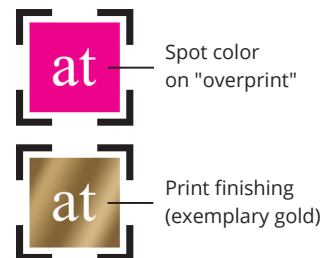 at
Spot color
on "overprint"
at
Print finishing
(exemplary gold)